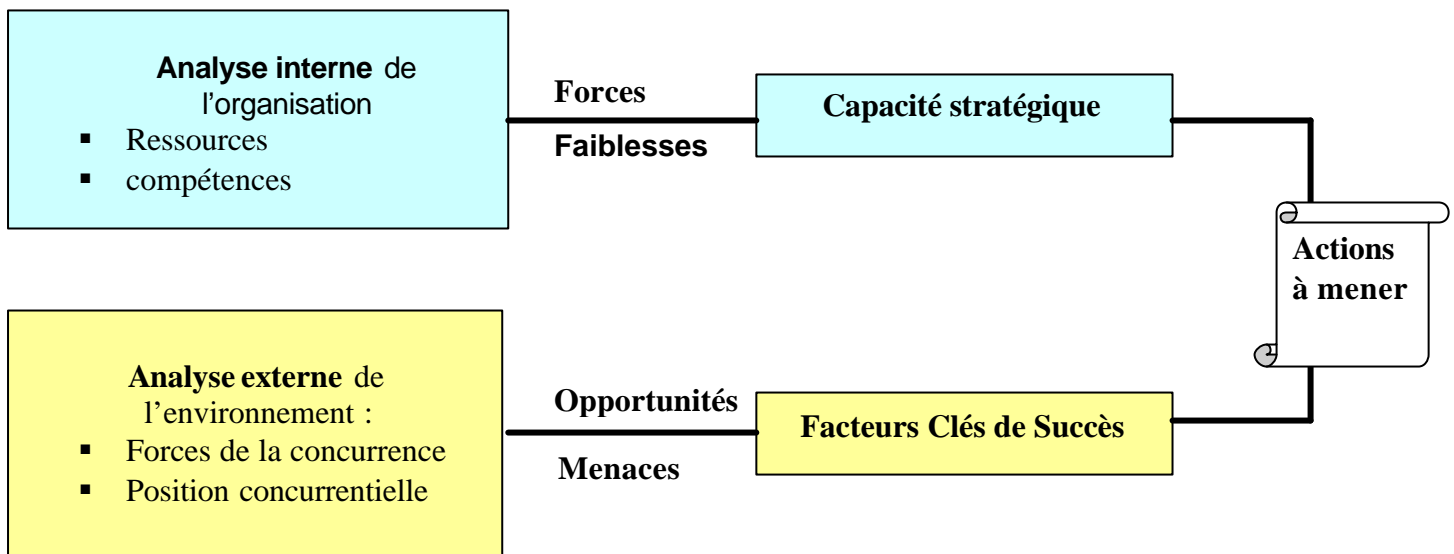 Analyse interne de
l’organisation
▪ Ressources
▪ compétences
Forces
Faiblesses
Capacité stratégique
Actions
à mener
Analyse externe de
l’environnement :
▪ Forces de la concurrence
▪ Position concurrentielle
Opportunités
Menaces
Facteurs Clés de Succès